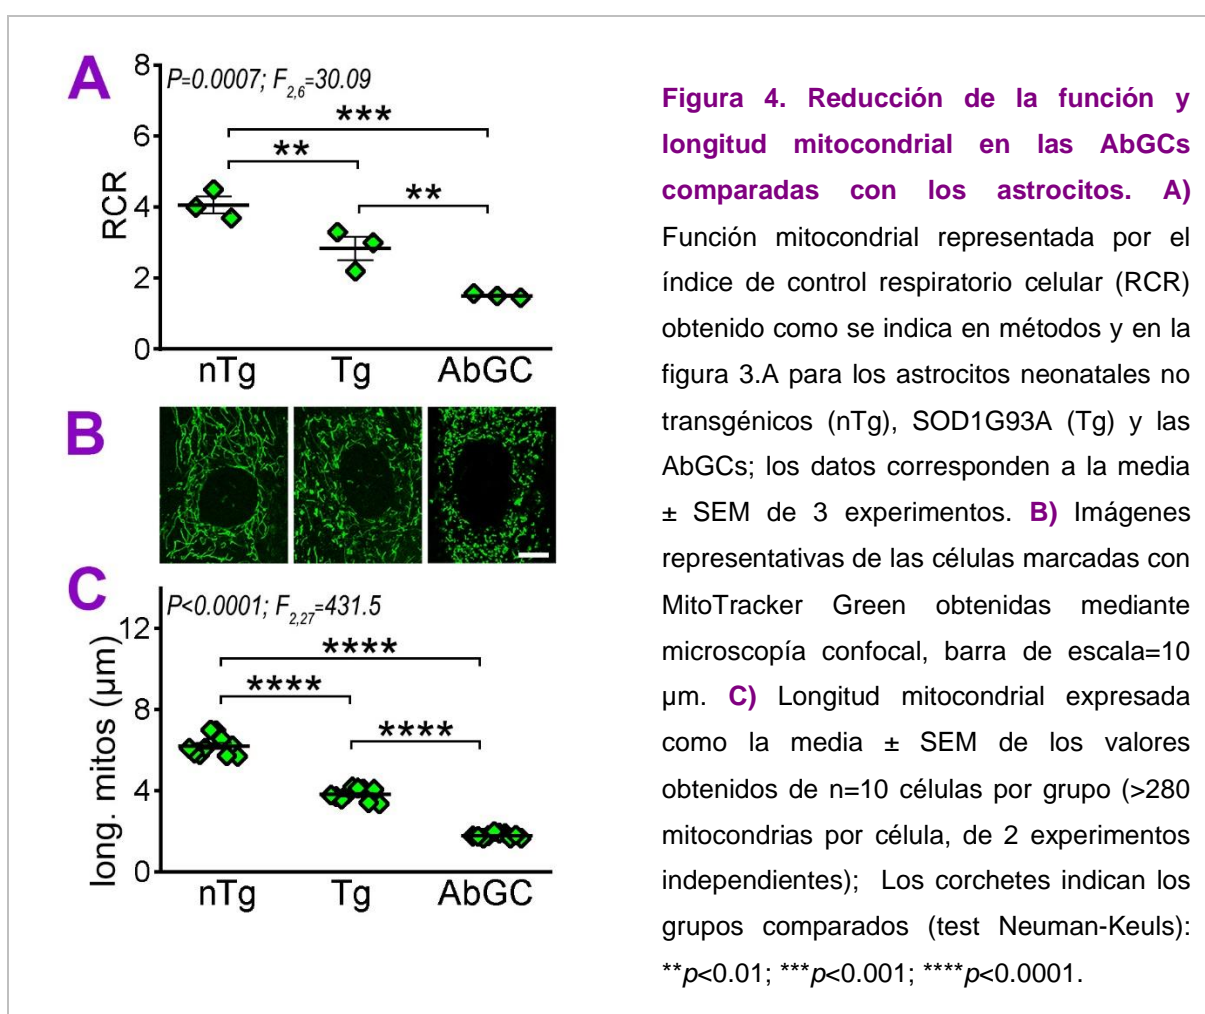 A
8
P=0.0007; F2,6=30.09
***
6
**
**
RCR
4
2
0
nTg Tg AbGC
B
C
P<0.0001; F2,27=431.5
12
****
****
8
****
long. mitos (µm)
4
0
nTg Tg AbGC
Figura 4. Reducción de la función y
longitud mitocondrial en las AbGCs
comparadas con los astrocitos. A)
Función mitocondrial representada por el
índice de control respiratorio celular (RCR)
obtenido como se indica en métodos y en la
figura 3.A para los astrocitos neonatales no
transgénicos (nTg), SOD1G93A (Tg) y las
AbGCs; los datos corresponden a la media
± SEM de 3 experimentos. B) Imágenes
representativas de las células marcadas con
MitoTracker Green obtenidas mediante
microscopía confocal, barra de escala=10
µm. C) Longitud mitocondrial expresada
como la media ± SEM de los valores
obtenidos de n=10 células por grupo (>280
mitocondrias por célula, de 2 experimentos
independientes); Los corchetes indican los
grupos comparados (test Neuman-Keuls):
**p<0.01; ***p<0.001; ****p<0.0001.